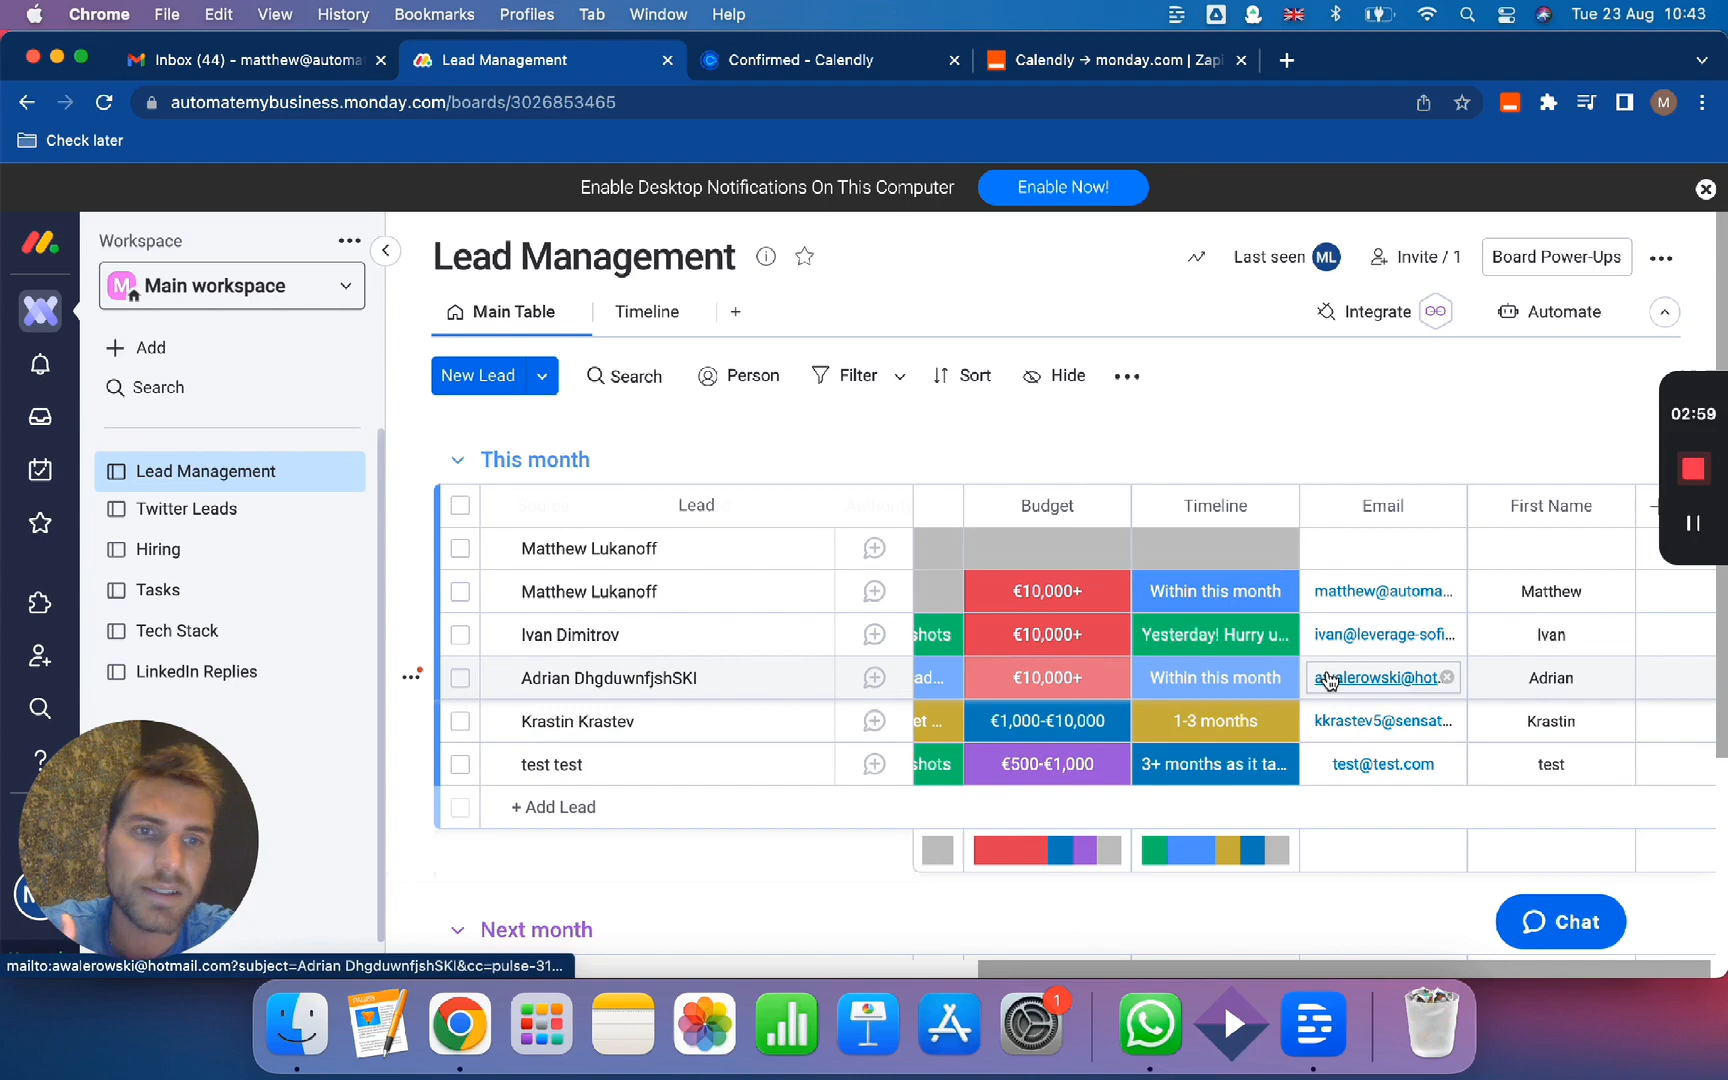 Chrome File Edit View History Bookmarks Profiles Tab Window Help Tue 23 Aug 10:43
Inbox (44) - matthew@automa Lead Management Confirmed - Calendly Calendly → monday.com | Zapi
automatemybusiness.monday.com/boards/3026853465 M
Check later
Enable Desktop Notifications On This Computer Enable Now!
Workspace
M Main workspace
Add
Search
Lead Management
Twitter Leads
Hiring
Tasks
Tech Stack
LinkedIn Replies
Lead Management
Last seen ML Invite / 1 Board Power-Ups
Main Table Timeline + Integrate Automate
New Lead Search Person Filter Sort Hide
02:59
This month
Lead Budget Timeline Email First Name
Matthew Lukanoff
Matthew Lukanoff €10,000+ Within this month matthew@automa... Matthew
Ivan Dimitrov shots €10,000+ Yesterday! Hurry u... ivan@leverage-sofi... Ivan
Adrian DhgduwnfjshSKI ad... €10,000+ Within this month awalerowski@hot... Adrian
Krastin Krastev et ... €1,000-€10,000 1-3 months kkrastev5@sensat... Krastin
test test shots €500-€1,000 3+ months as it ta... test@test.com test
+ Add Lead
Next month
Chat
mailto:awalerowski@hotmail.com?subject=Adrian DhgduwnfjshSKI&cc=pulse-31...
PAGES
1